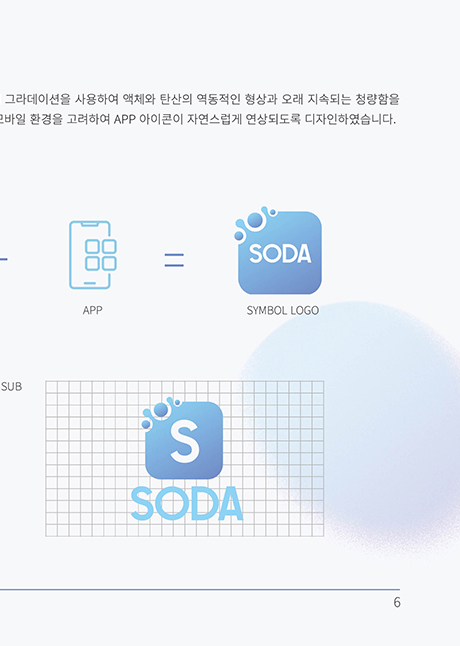 그라데이션을 사용하여 액체와 탄산의 역동적인 형상과 오래 지속되는 청량함을
모바일 환경을 고려하여 APP 아이콘이 자연스럽게 연상되도록 디자인하였습니다.
SODA
APP
SYMBOL LOGO
SUB
S
SODA
6